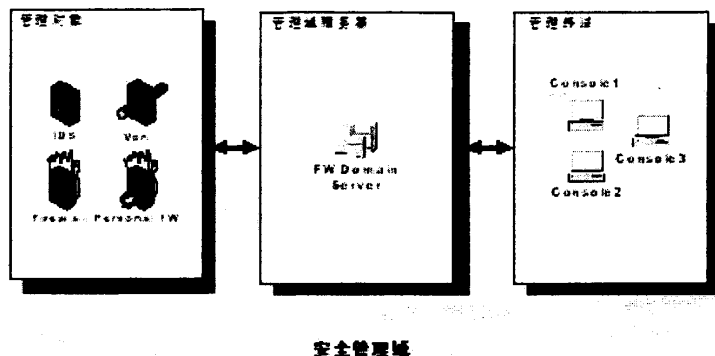 管理对象
IDS
Vpn
Firewall
Personal FW
管理域服务器
FW Domain
Server
管理终端
Console1
Console3
Console2
安全管理域